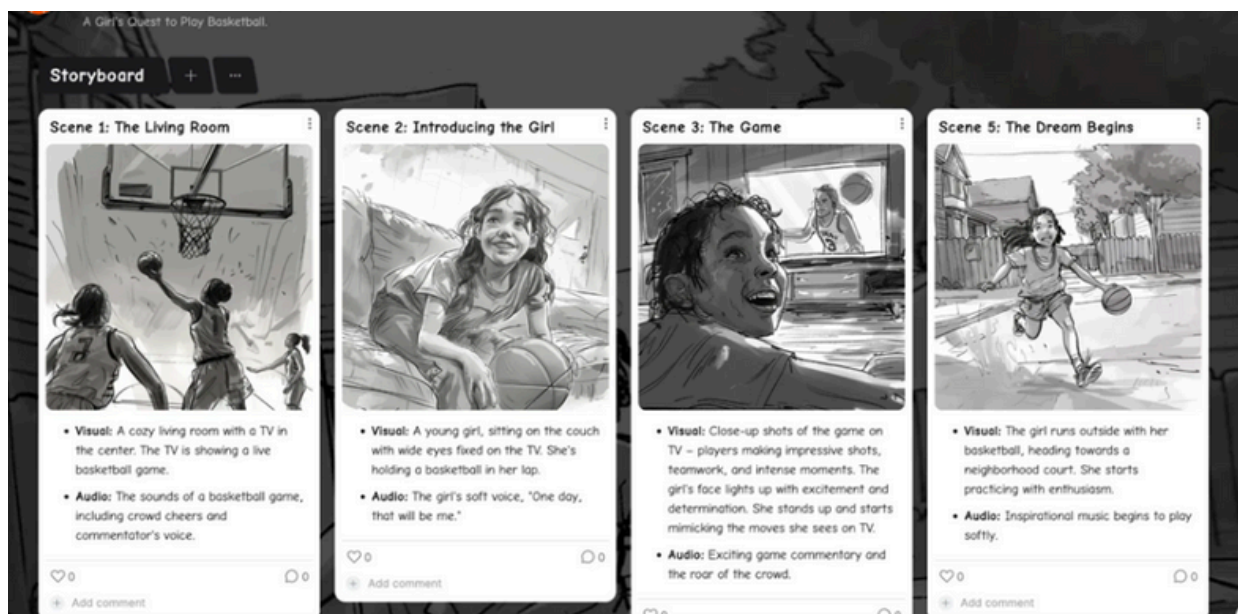 A Girl's Quest to Play Basketball.
Storyboard
Scene 1: The Living Room
• Visual: A cozy living room with a TV in
the center. The TV is showing a live
basketball game.
• Audio: The sounds of a basketball game,
including crowd cheers and
commentator's voice.
0
0
+ Add comment
Scene 2: Introducing the Girl
• Visual: A young girl, sitting on the couch
with wide eyes fixed on the TV. She's
holding a basketball in her lap.
• Audio: The girl's soft voice, "One day,
that will be me."
0
0
+ Add comment
Scene 3: The Game
3
• Visual: Close-up shots of the game on
TV – players making impressive shots,
teamwork, and intense moments. The
girl's face lights up with excitement and
determination. She stands up and starts
mimicking the moves she sees on TV.
• Audio: Exciting game commentary and
the roar of the crowd.
Scene 5: The Dream Begins
• Visual: The girl runs outside with her
basketball, heading towards a
neighborhood court. She starts
practicing with enthusiasm.
• Audio: Inspirational music begins to play
softly.
0
0
+ Add comment